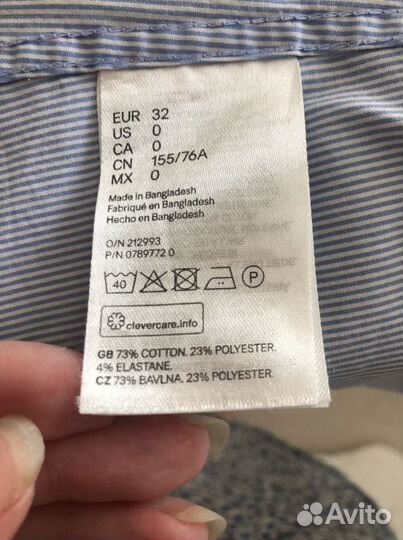 EUR 32
US 0
CA 0
CN 155/76A
MX 0
Made in Bangladesh
Fabriqué en Bangladesh
Hecho en Bangladesh
O/N 212993
P/N 0789772 0
40 P
clevercare.info
GB 73% COTTON. 23% POLYESTER.
4% ELASTANE.
CZ 73% BAVLNA. 23% POLYESTER.
Avito